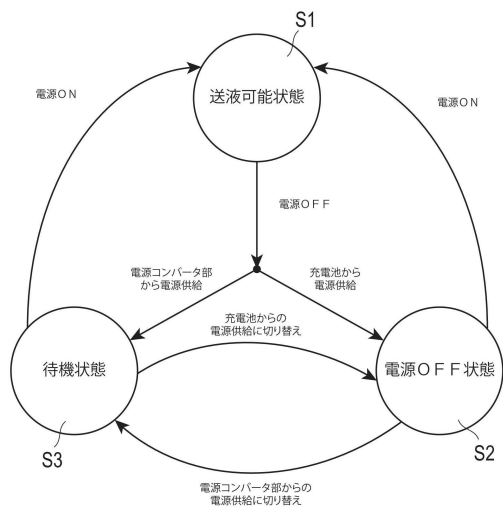 S1
送液可能状態
電源ON
電源ON
電源OFF
電源コンバータ部
から電源供給
充電池から
電源供給
充電池からの
電源供給に切り替え
待機状態
電源OFF状態
S3
S2
電源コンバータ部からの
電源供給に切り替え